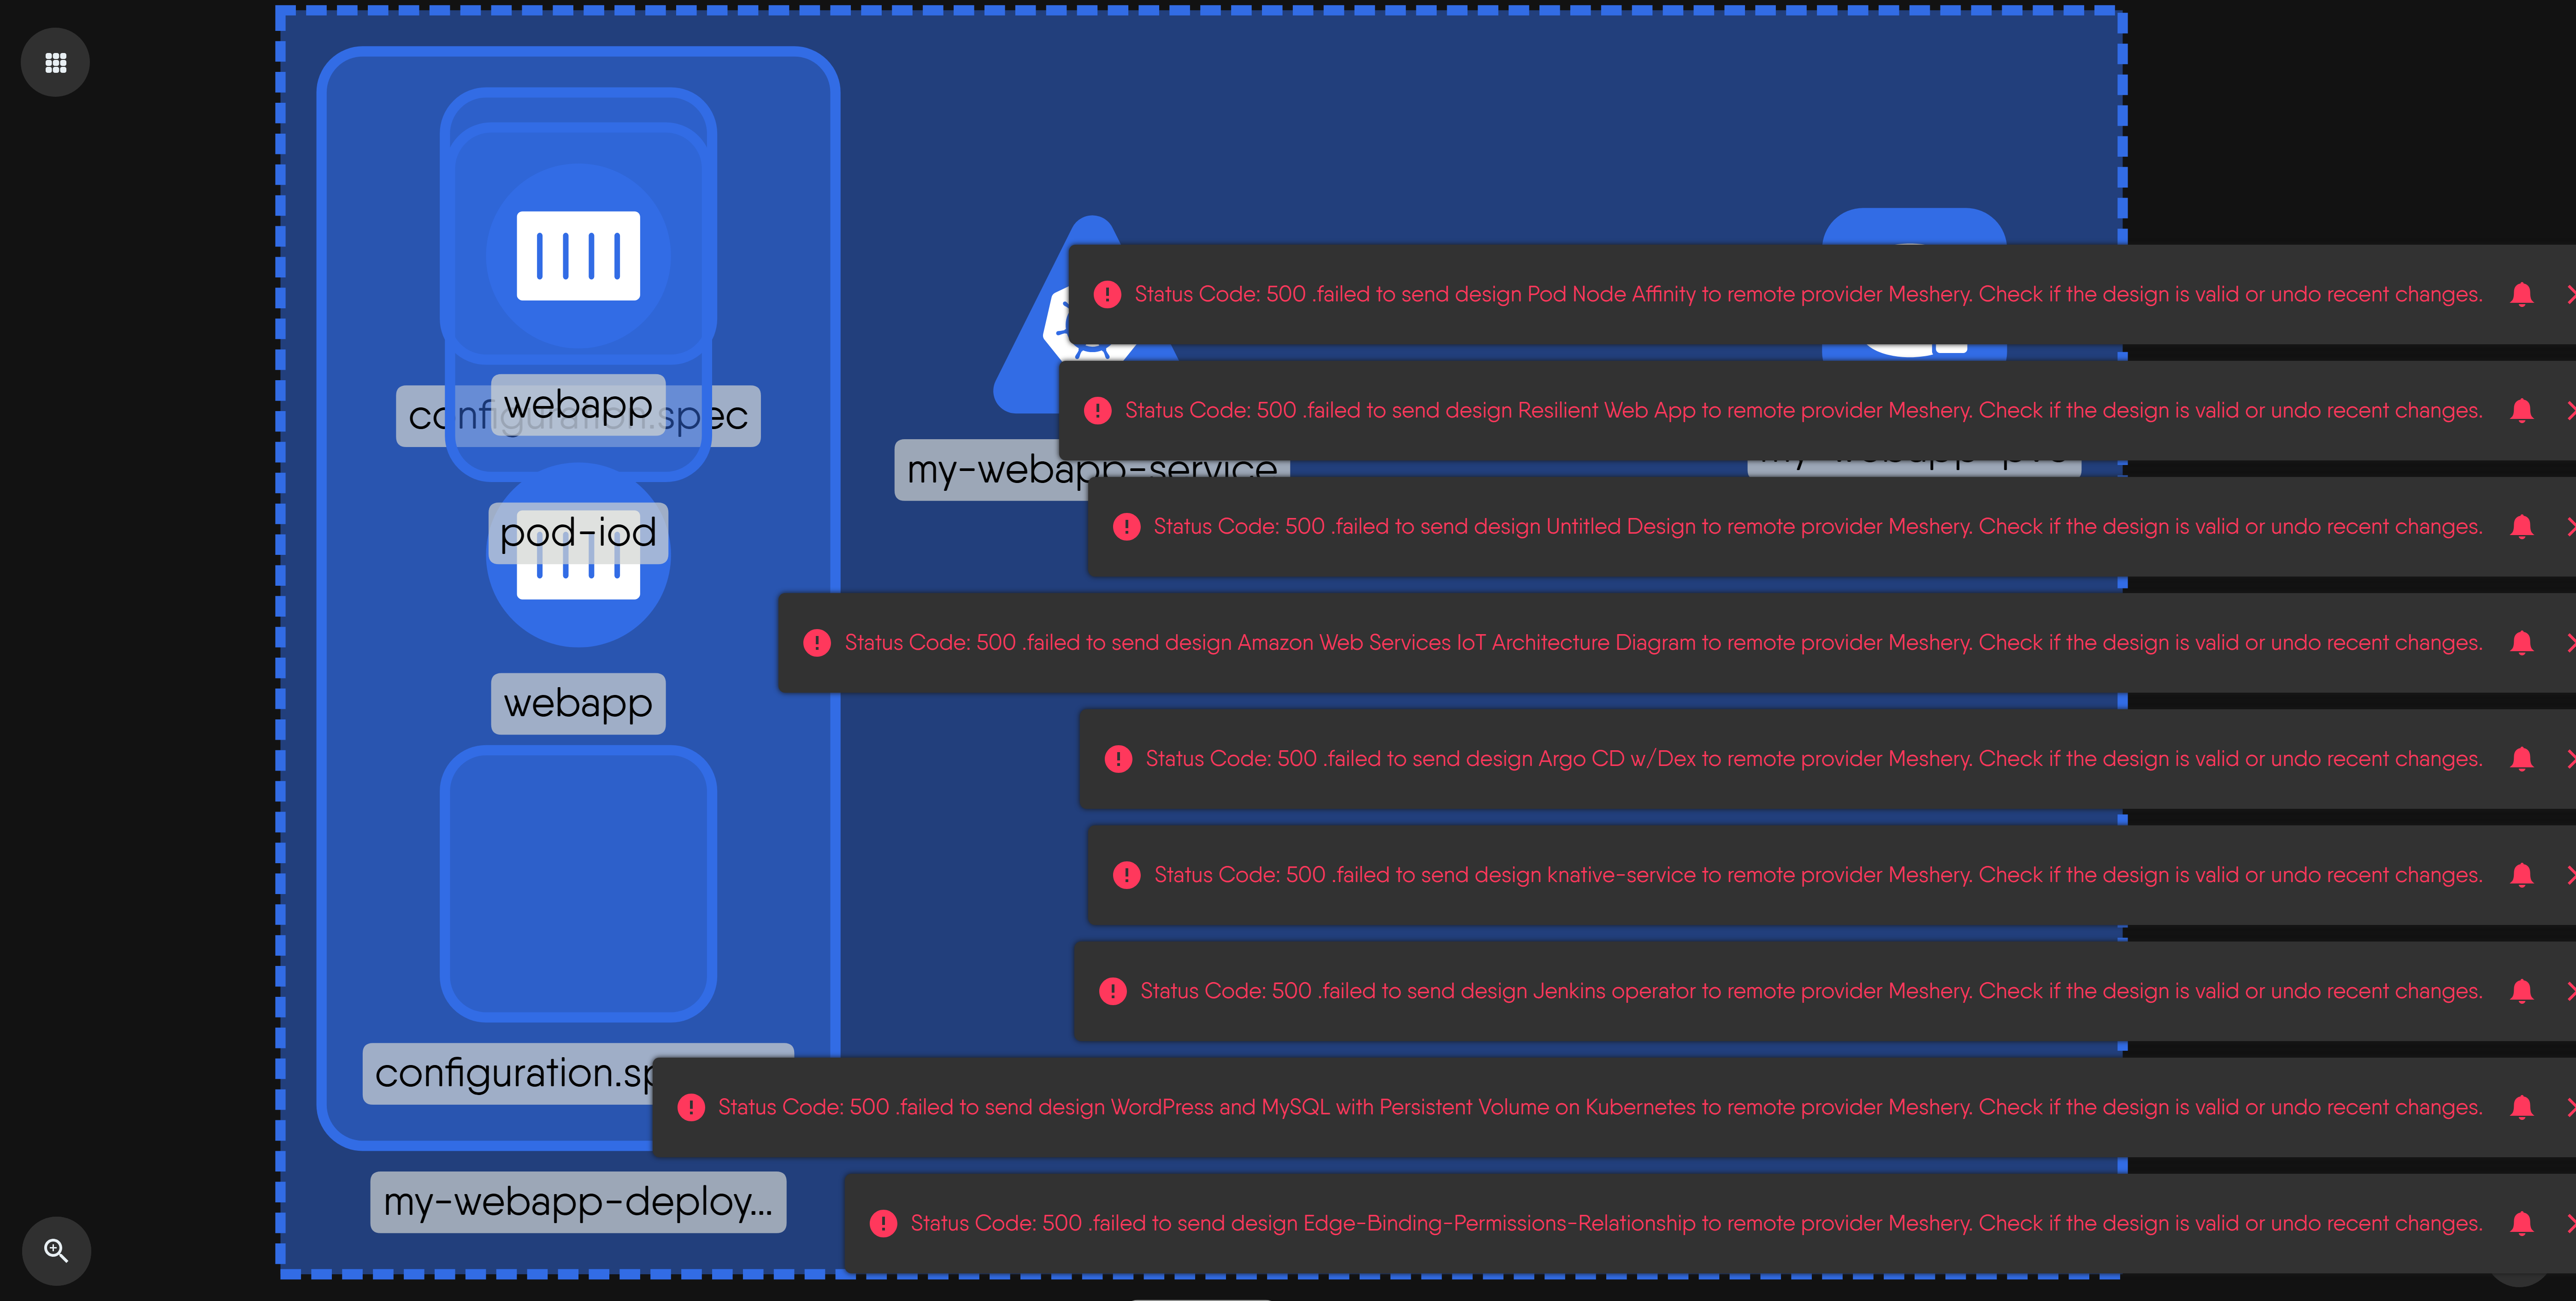 Status Code: 500 .failed to send design Pod Node Affinity to remote provider Meshery. Check if the design is valid or undo recent changes.
webapp
configuration.spec
Status Code: 500 .failed to send design Resilient Web App to remote provider Meshery. Check if the design is valid or undo recent changes.
my-webapp-service
pod-iod
Status Code: 500 .failed to send design Untitled Design to remote provider Meshery. Check if the design is valid or undo recent changes.
Status Code: 500 .failed to send design Amazon Web Services IoT Architecture Diagram to remote provider Meshery. Check if the design is valid or undo recent changes.
webapp
Status Code: 500 .failed to send design Argo CD w/Dex to remote provider Meshery. Check if the design is valid or undo recent changes.
Status Code: 500 .failed to send design knative-service to remote provider Meshery. Check if the design is valid or undo recent changes.
Status Code: 500 .failed to send design Jenkins operator to remote provider Meshery. Check if the design is valid or undo recent changes.
configuration.sp
Status Code: 500 .failed to send design WordPress and MySQL with Persistent Volume on Kubernetes to remote provider Meshery. Check if the design is valid or undo recent changes.
my-webapp-deploy...
Status Code: 500 .failed to send design Edge-Binding-Permissions-Relationship to remote provider Meshery. Check if the design is valid or undo recent changes.